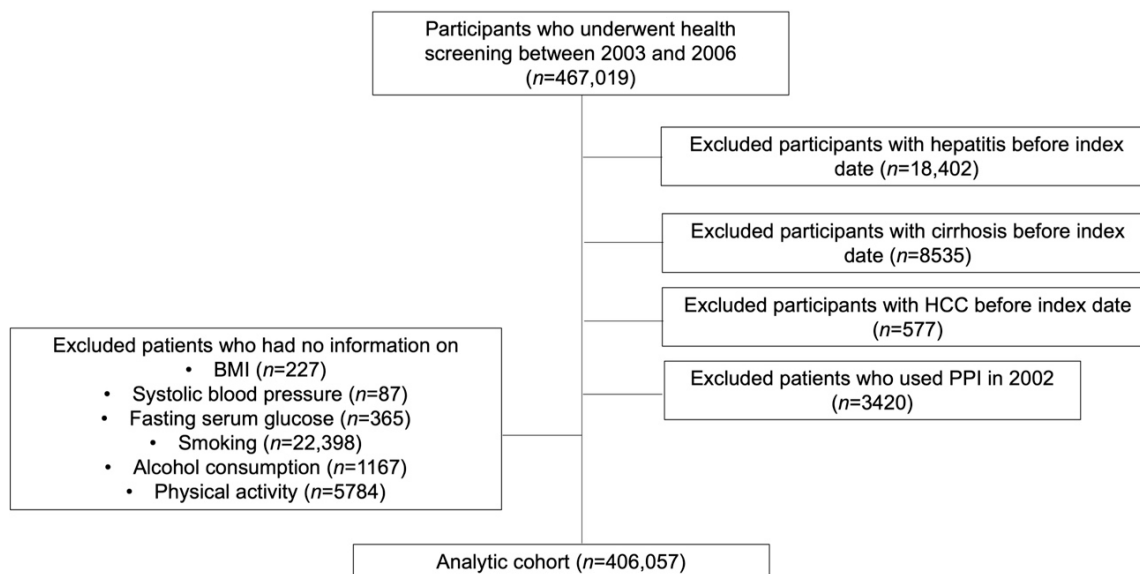 Participants who underwent health
screening between 2003 and 2006
(n=467,019)
Excluded participants with hepatitis before index
date (n=18,402)
Excluded participants with cirrhosis before index
date (n=8535)
Excluded participants with HCC before index date
(n=577)
Excluded patients who used PPI in 2002
(n=3420)
Excluded patients who had no information on
• BMI (n=227)
• Systolic blood pressure (n=87)
• Fasting serum glucose (n=365)
• Smoking (n=22,398)
• Alcohol consumption (n=1167)
• Physical activity (n=5784)
Analytic cohort (n=406,057)